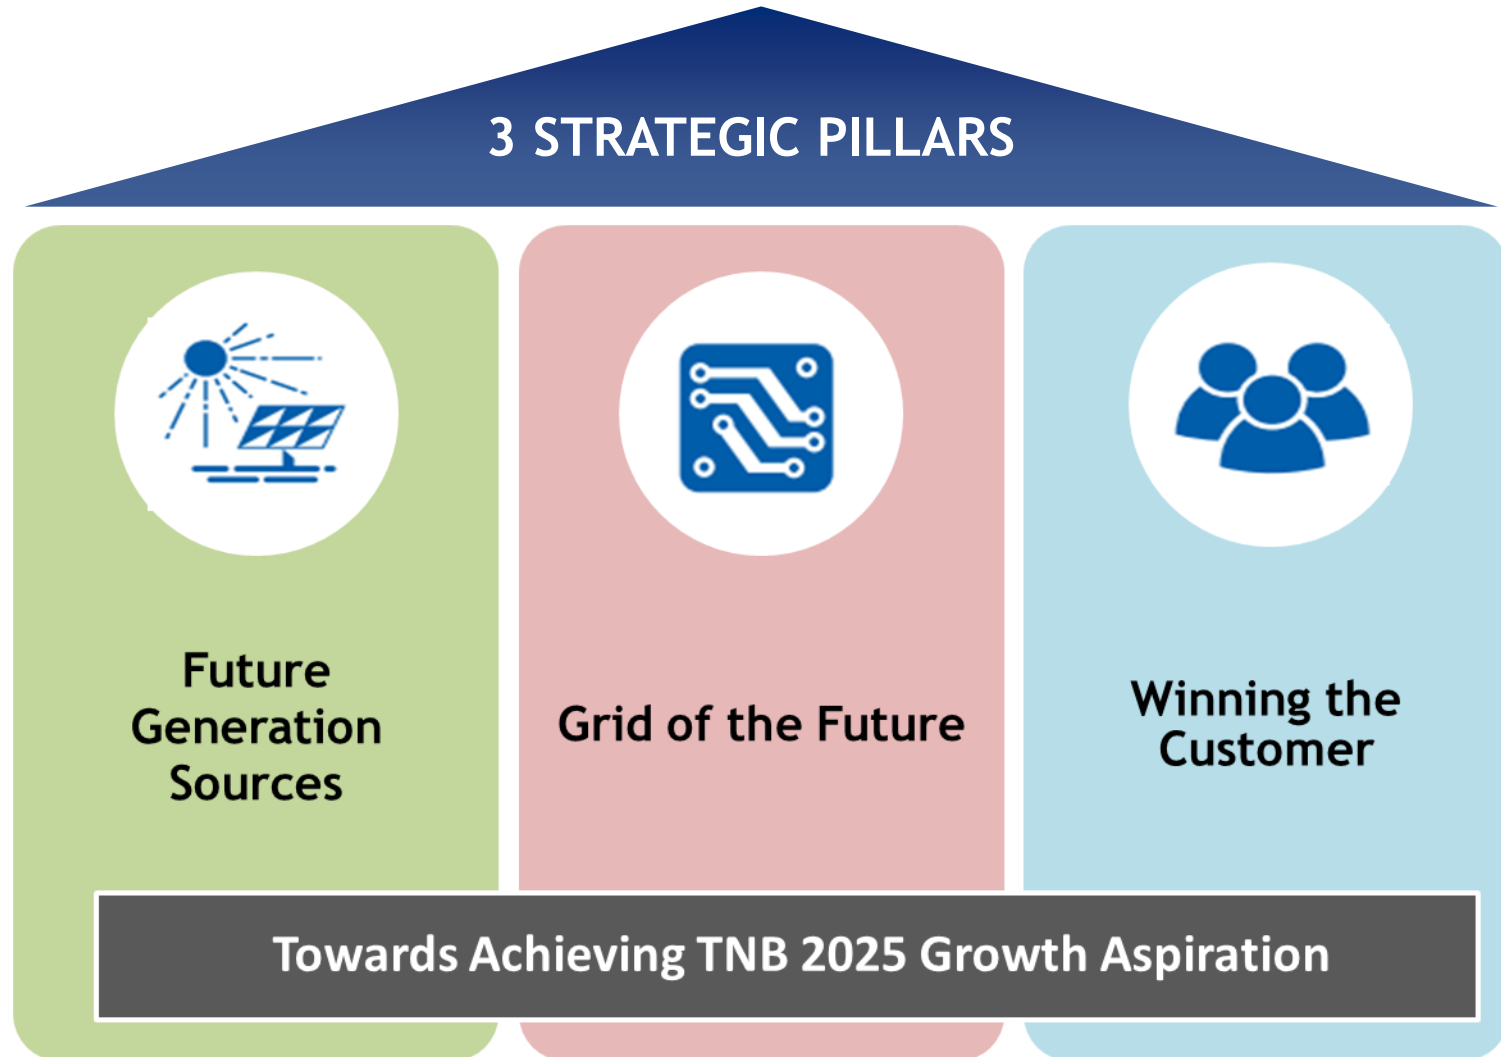 3 STRATEGIC PILLARS
Future
Generation
Sources
Grid of the Future
Winning the
Customer
Towards Achieving TNB 2025 Growth Aspiration